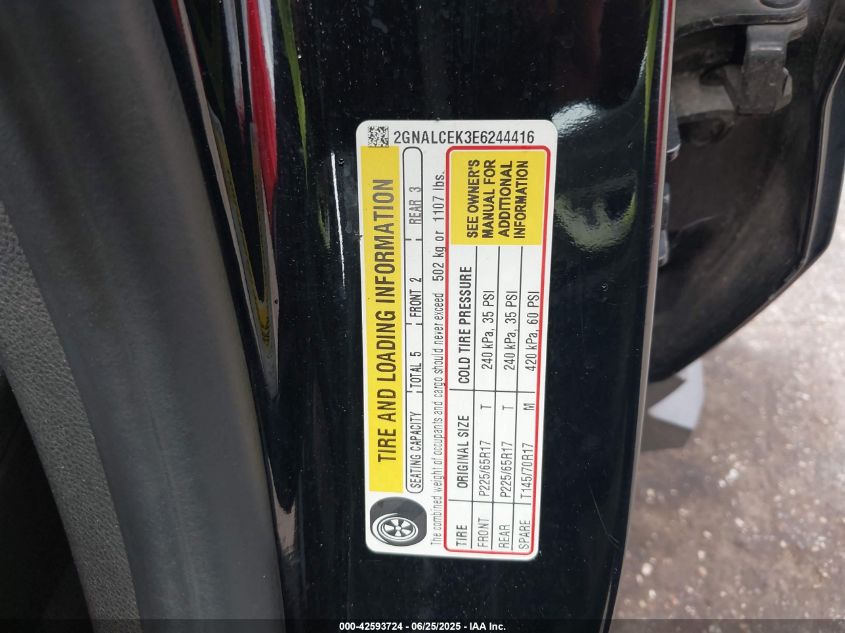 2GNALCEK3E6244416
TIRE AND LOADING INFORMATION
SEATING CAPACITY TOTAL 5 FRONT 2 REAR 3
The combined weight of occupants and cargo should never exceed 502 kg or 1107 lbs.
TIRE ORIGINAL SIZE COLD TIRE PRESSURE
FRONT P225/65R17 T 240 kPa, 35 PSI
REAR P225/65R17 T 240 kPa, 35 PSI
SPARE T145/70R17 M 420 kPa, 60 PSI
SEE OWNER'S
MANUAL FOR
ADDITIONAL
INFORMATION
000-42593724 - 06/25/2025 - IAA Inc.